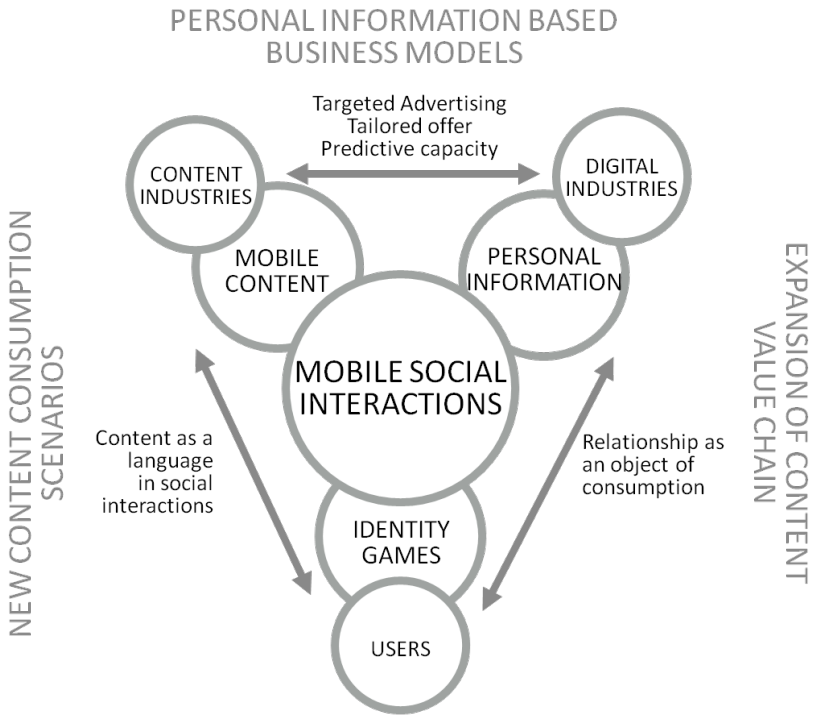 PERSONAL INFORMATION BASED
BUSINESS MODELS
Targeted Advertising
Tailored offer
Predictive capacity
CONTENT
INDUSTRIES
DIGITAL
INDUSTRIES
MOBILE
CONTENT
PERSONAL
INFORMATION
MOBILE SOCIAL
INTERACTIONS
NEW CONTENT CONSUMPTION
SCENARIOS
EXPANSION OF CONTENT
VALUE CHAIN
Content as a
language
in social
interactions
Relationship as
an object of
consumption
IDENTITY
GAMES
USERS